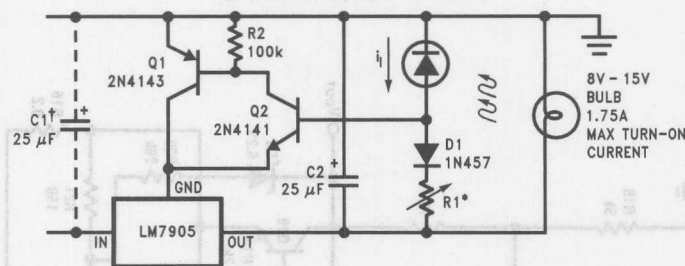 R2
100k
Q1
2N4143
Q2
2N4141
C1†
+
25 µF
GND
LM7905
IN
OUT
+
C2
25 µF
i₁
D1
1N457
R1*
8V – 15V
BULB
1.75A
MAX TURN-ON
CURRENT